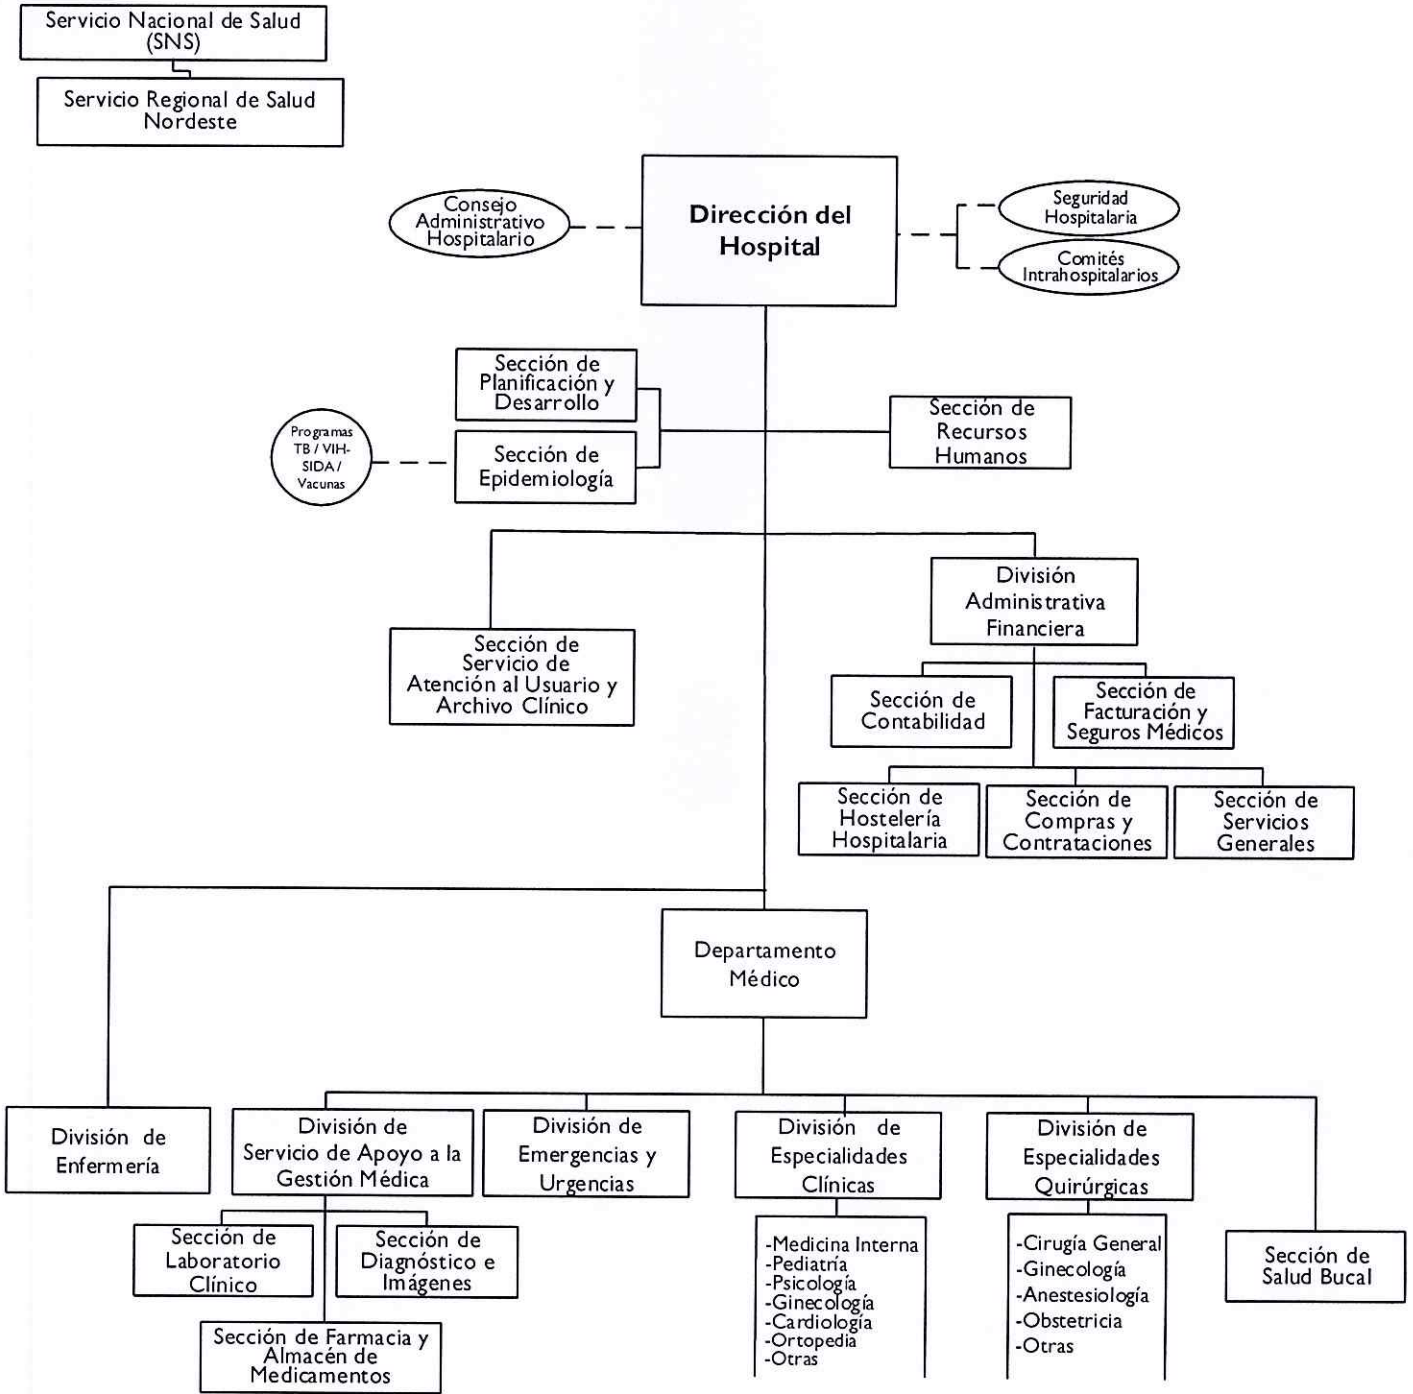 Servicio Nacional de Salud
(SNS)
Servicio Regional de Salud
Nordeste
Consejo
Administrativo
Hospitalario
Dirección del
Hospital
Seguridad
Hospitalaria
Comités
Intrahospitalarios
Sección de
Planificación y
Desarrollo
Programas
TB / VIH-
SIDA /
Vacunas
Sección de
Epidemiología
Sección de
Recursos
Humanos
División
Administrativa
Financiera
Sección de
Servicio de
Atención al Usuario y
Archivo Clínico
Sección de
Contabilidad
Sección de
Facturación y
Seguros Médicos
Sección de
Hostelería
Hospitalaria
Sección de
Compras y
Contrataciones
Sección de
Servicios
Generales
Departamento
Médico
División de
Enfermería
División de
Servicio de Apoyo a la
Gestión Médica
División de
Emergencias y
Urgencias
División de
Especialidades
Clínicas
División de
Especialidades
Quirúrgicas
Sección de
Laboratorio
Clínico
Sección de
Diagnóstico e
Imágenes
-Medicina Interna
-Pediatría
-Psicología
-Ginecología
-Cardiología
-Ortopedia
-Otras
-Cirugía General
-Ginecología
-Anestesiología
-Obstetricia
-Otras
Sección de
Salud Bucal
Sección de Farmacia y
Almacén de
Medicamentos